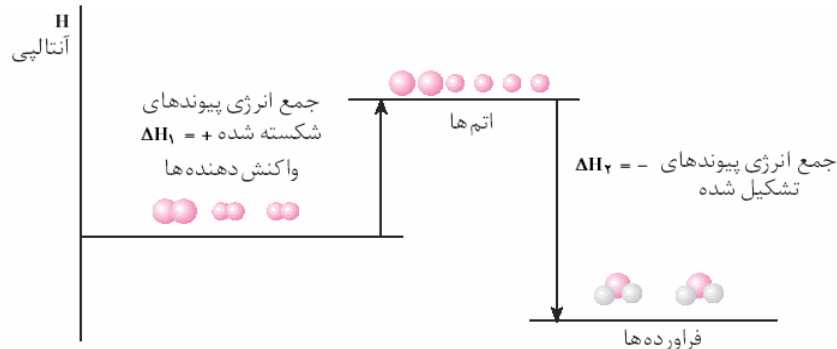 H
آنتالپی
جمع انرژی پیوندهای
شکسته شده ΔH۱ = +
واکنش‌دهنده‌ها
اتم‌ها
جمع انرژی پیوندهای ΔH۲ = −
تشکیل شده
فراورده‌ها